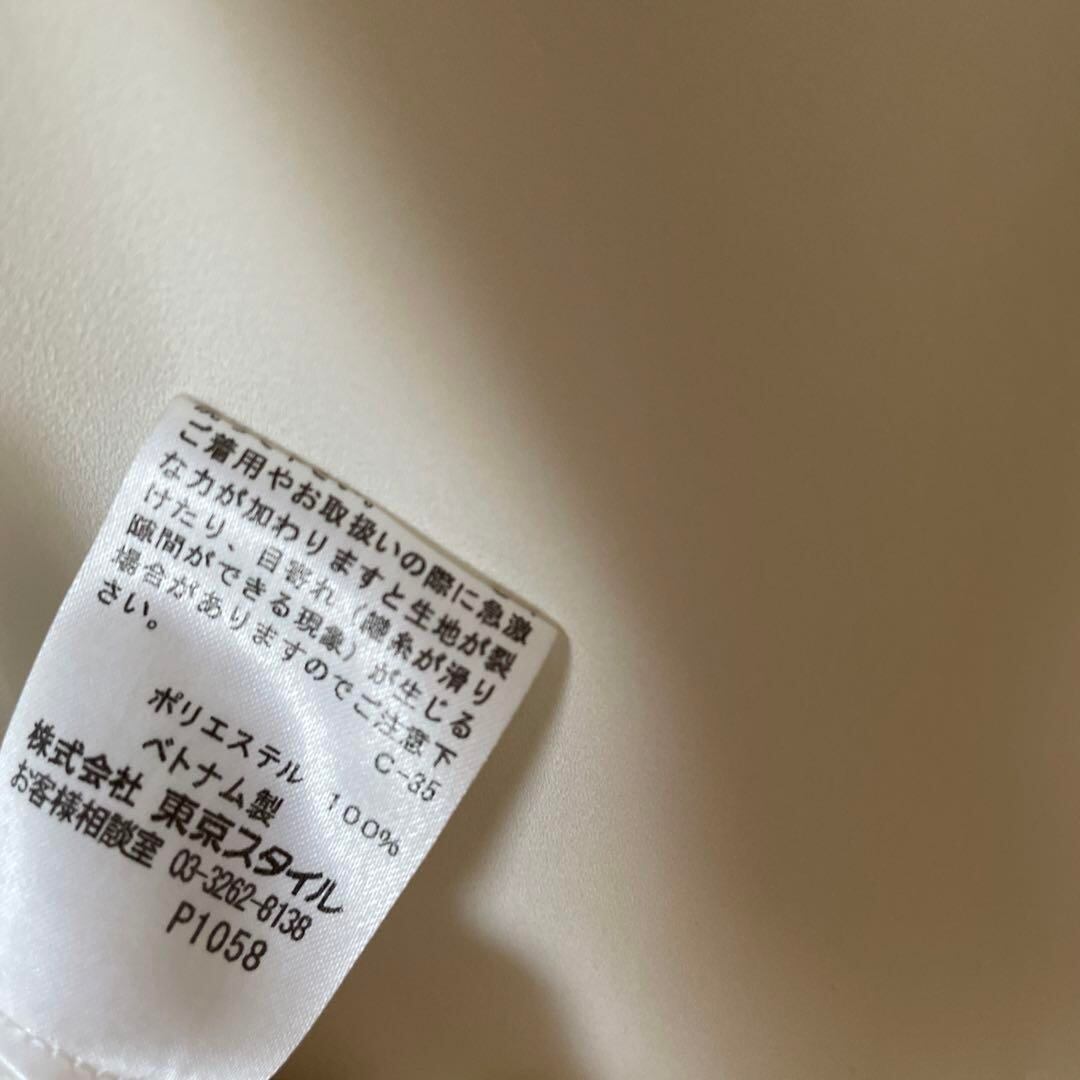 ご着用やお取扱いの際に急激
な力が加わりますと生地が裂
けたり、目寄れ(縫糸が滑り
隙間ができる現象)が生じる
場合がありますのでご注意下
さい。
C-35
ポリエステル 100%
ベトナム製
株式会社 東京スタイル
お客様相談室 03-3262-8138
P1058